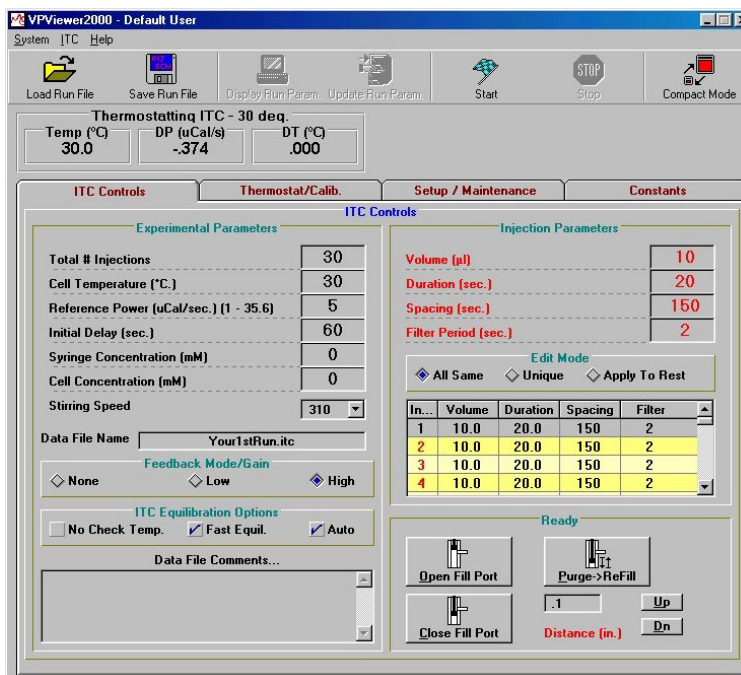 VPViewer2000 - Default User
System ITC Help
Load Run File Save Run File Display Run Param. Update Run Param. Start STOP Stop Compact Mode
Thermostatting ITC - 30 deg.
Temp (°C) DP (uCal/s) DT (°C)
30.0 -.374 .000
ITC Controls Thermostat/Calib. Setup / Maintenance Constants
ITC Controls
Experimental Parameters
Total # Injections 30
Cell Temperature (°C.) 30
Reference Power (uCal/sec.) (1 - 35.6) 5
Initial Delay (sec.) 60
Syringe Concentration (mM) 0
Cell Concentration (mM) 0
Stirring Speed 310
Data File Name Your1stRun.itc
Feedback Mode/Gain
None Low High
ITC Equilibration Options
No Check Temp. Fast Equil. Auto
Data File Comments...
Injection Parameters
Volume (µl) 10
Duration (sec.) 20
Spacing (sec.) 150
Filter Period (sec.) 2
Edit Mode
All Same Unique Apply To Rest
In... Volume Duration Spacing Filter
1 10.0 20.0 150 2
2 10.0 20.0 150 2
3 10.0 20.0 150 2
4 10.0 20.0 150 2
Ready
Open Fill Port Purge->ReFill
.1 Up
Close Fill Port Distance (in.) Dn